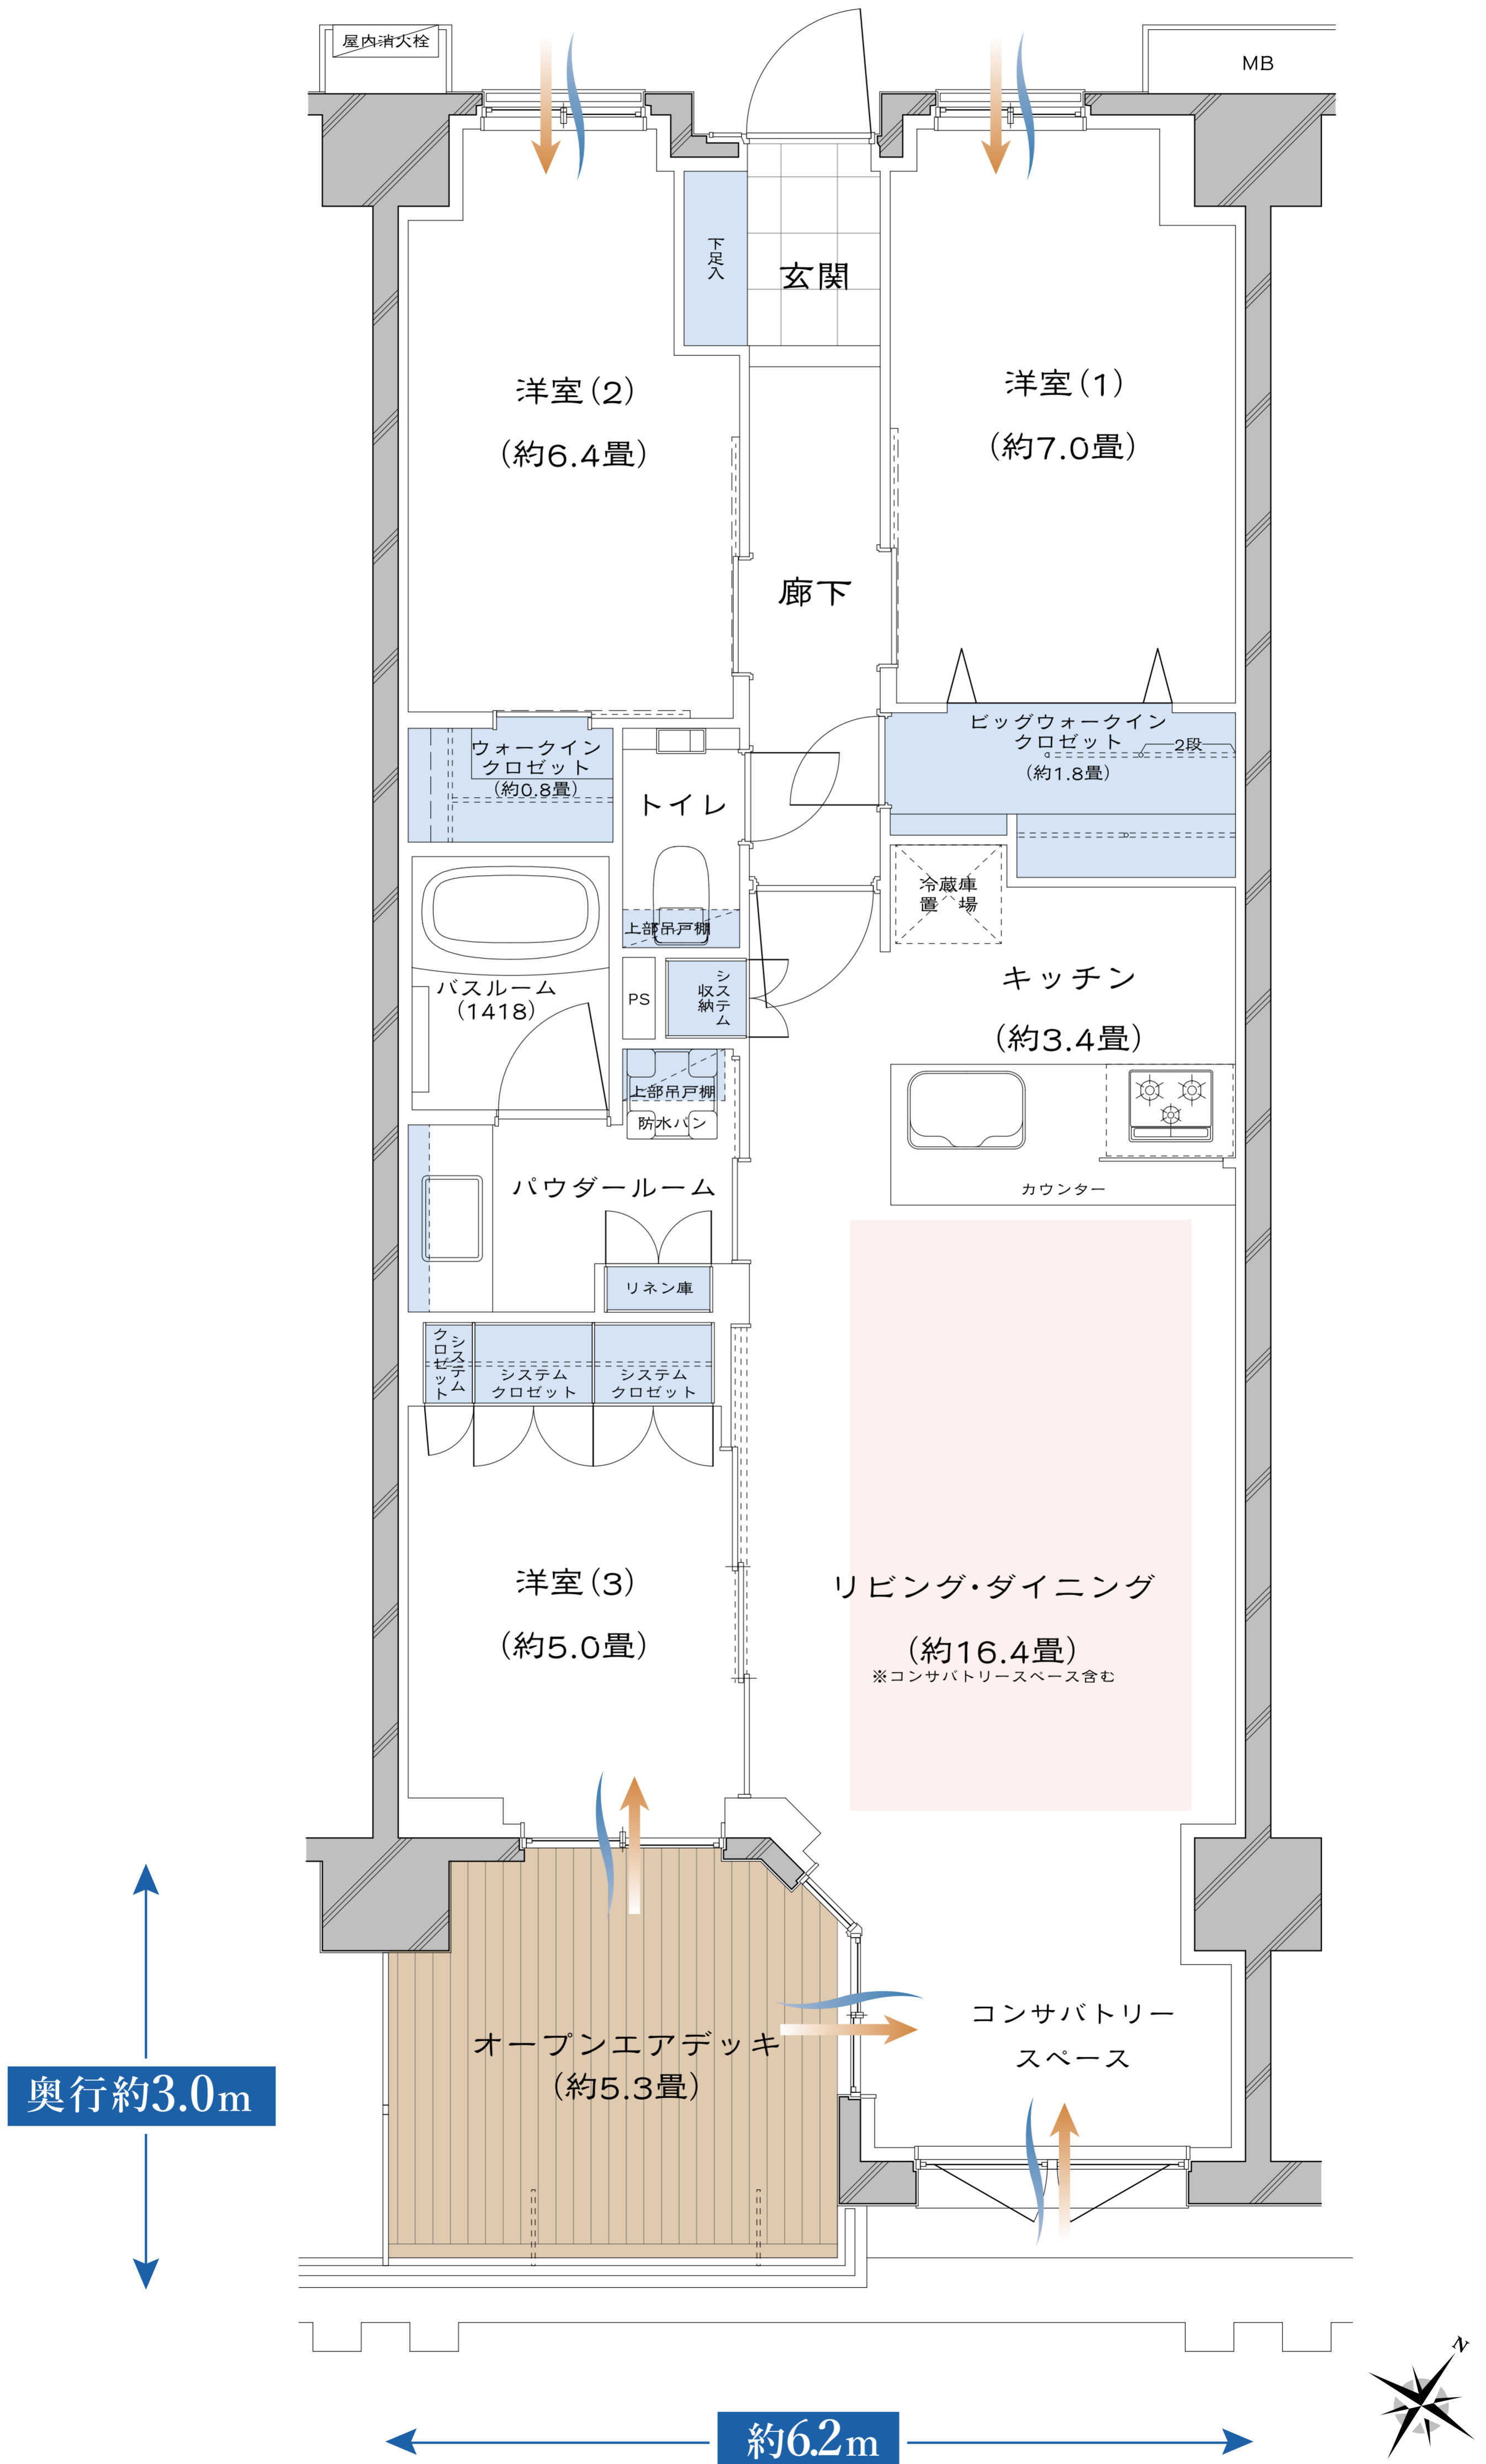 屋内消火栓
MB
下足入
玄関
洋室(2)
(約6.4畳)
洋室(1)
(約7.0畳)
廊下
ウォークイン
クロゼット
(約0.8畳)
ビッグウォークイン
クロゼット
2段
(約1.8畳)
トイレ
上部吊戸棚
冷蔵庫
置 場
バスルーム
(1418)
PS
システム
収納
キッチン
(約3.4畳)
上部吊戸棚
防水パン
パウダールーム
カウンター
リネン庫
システム
クロゼット
システム
クロゼット
システム
クロゼット
洋室(3)
(約5.0畳)
リビング・ダイニング
(約16.4畳)
※コンサバトリースペース含む
オープンエアデッキ
(約5.3畳)
コンサバトリー
スペース
奥行約3.0m
N
約6.2m